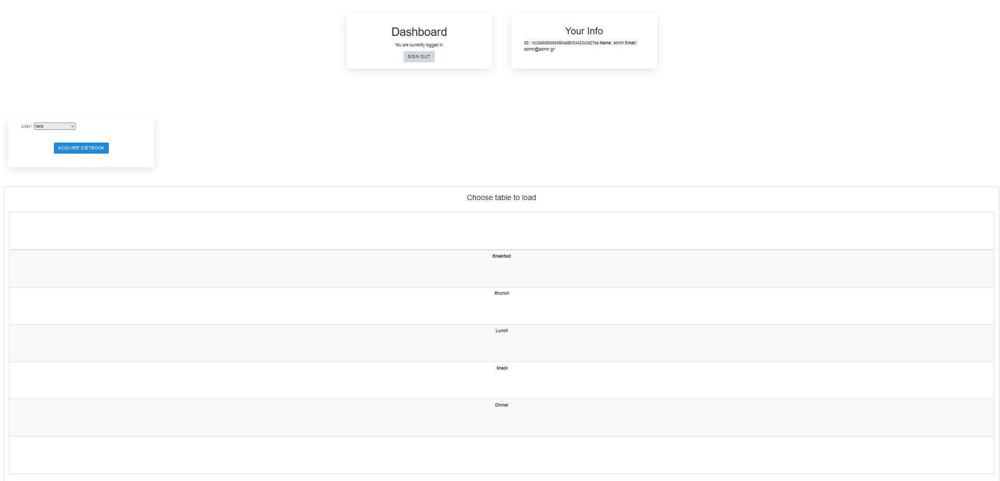 Dashboard
You are currently logged in.
SIGN OUT
Your Info
ID: 1dc2e8d80db94854a89354423c3a27ea Name: admin Email:
admin@admin.gr
user: hero
ACQUIRE DIETBOOK
Choose table to load
Breakfast
Brunch
Lunch
Snack
Dinner